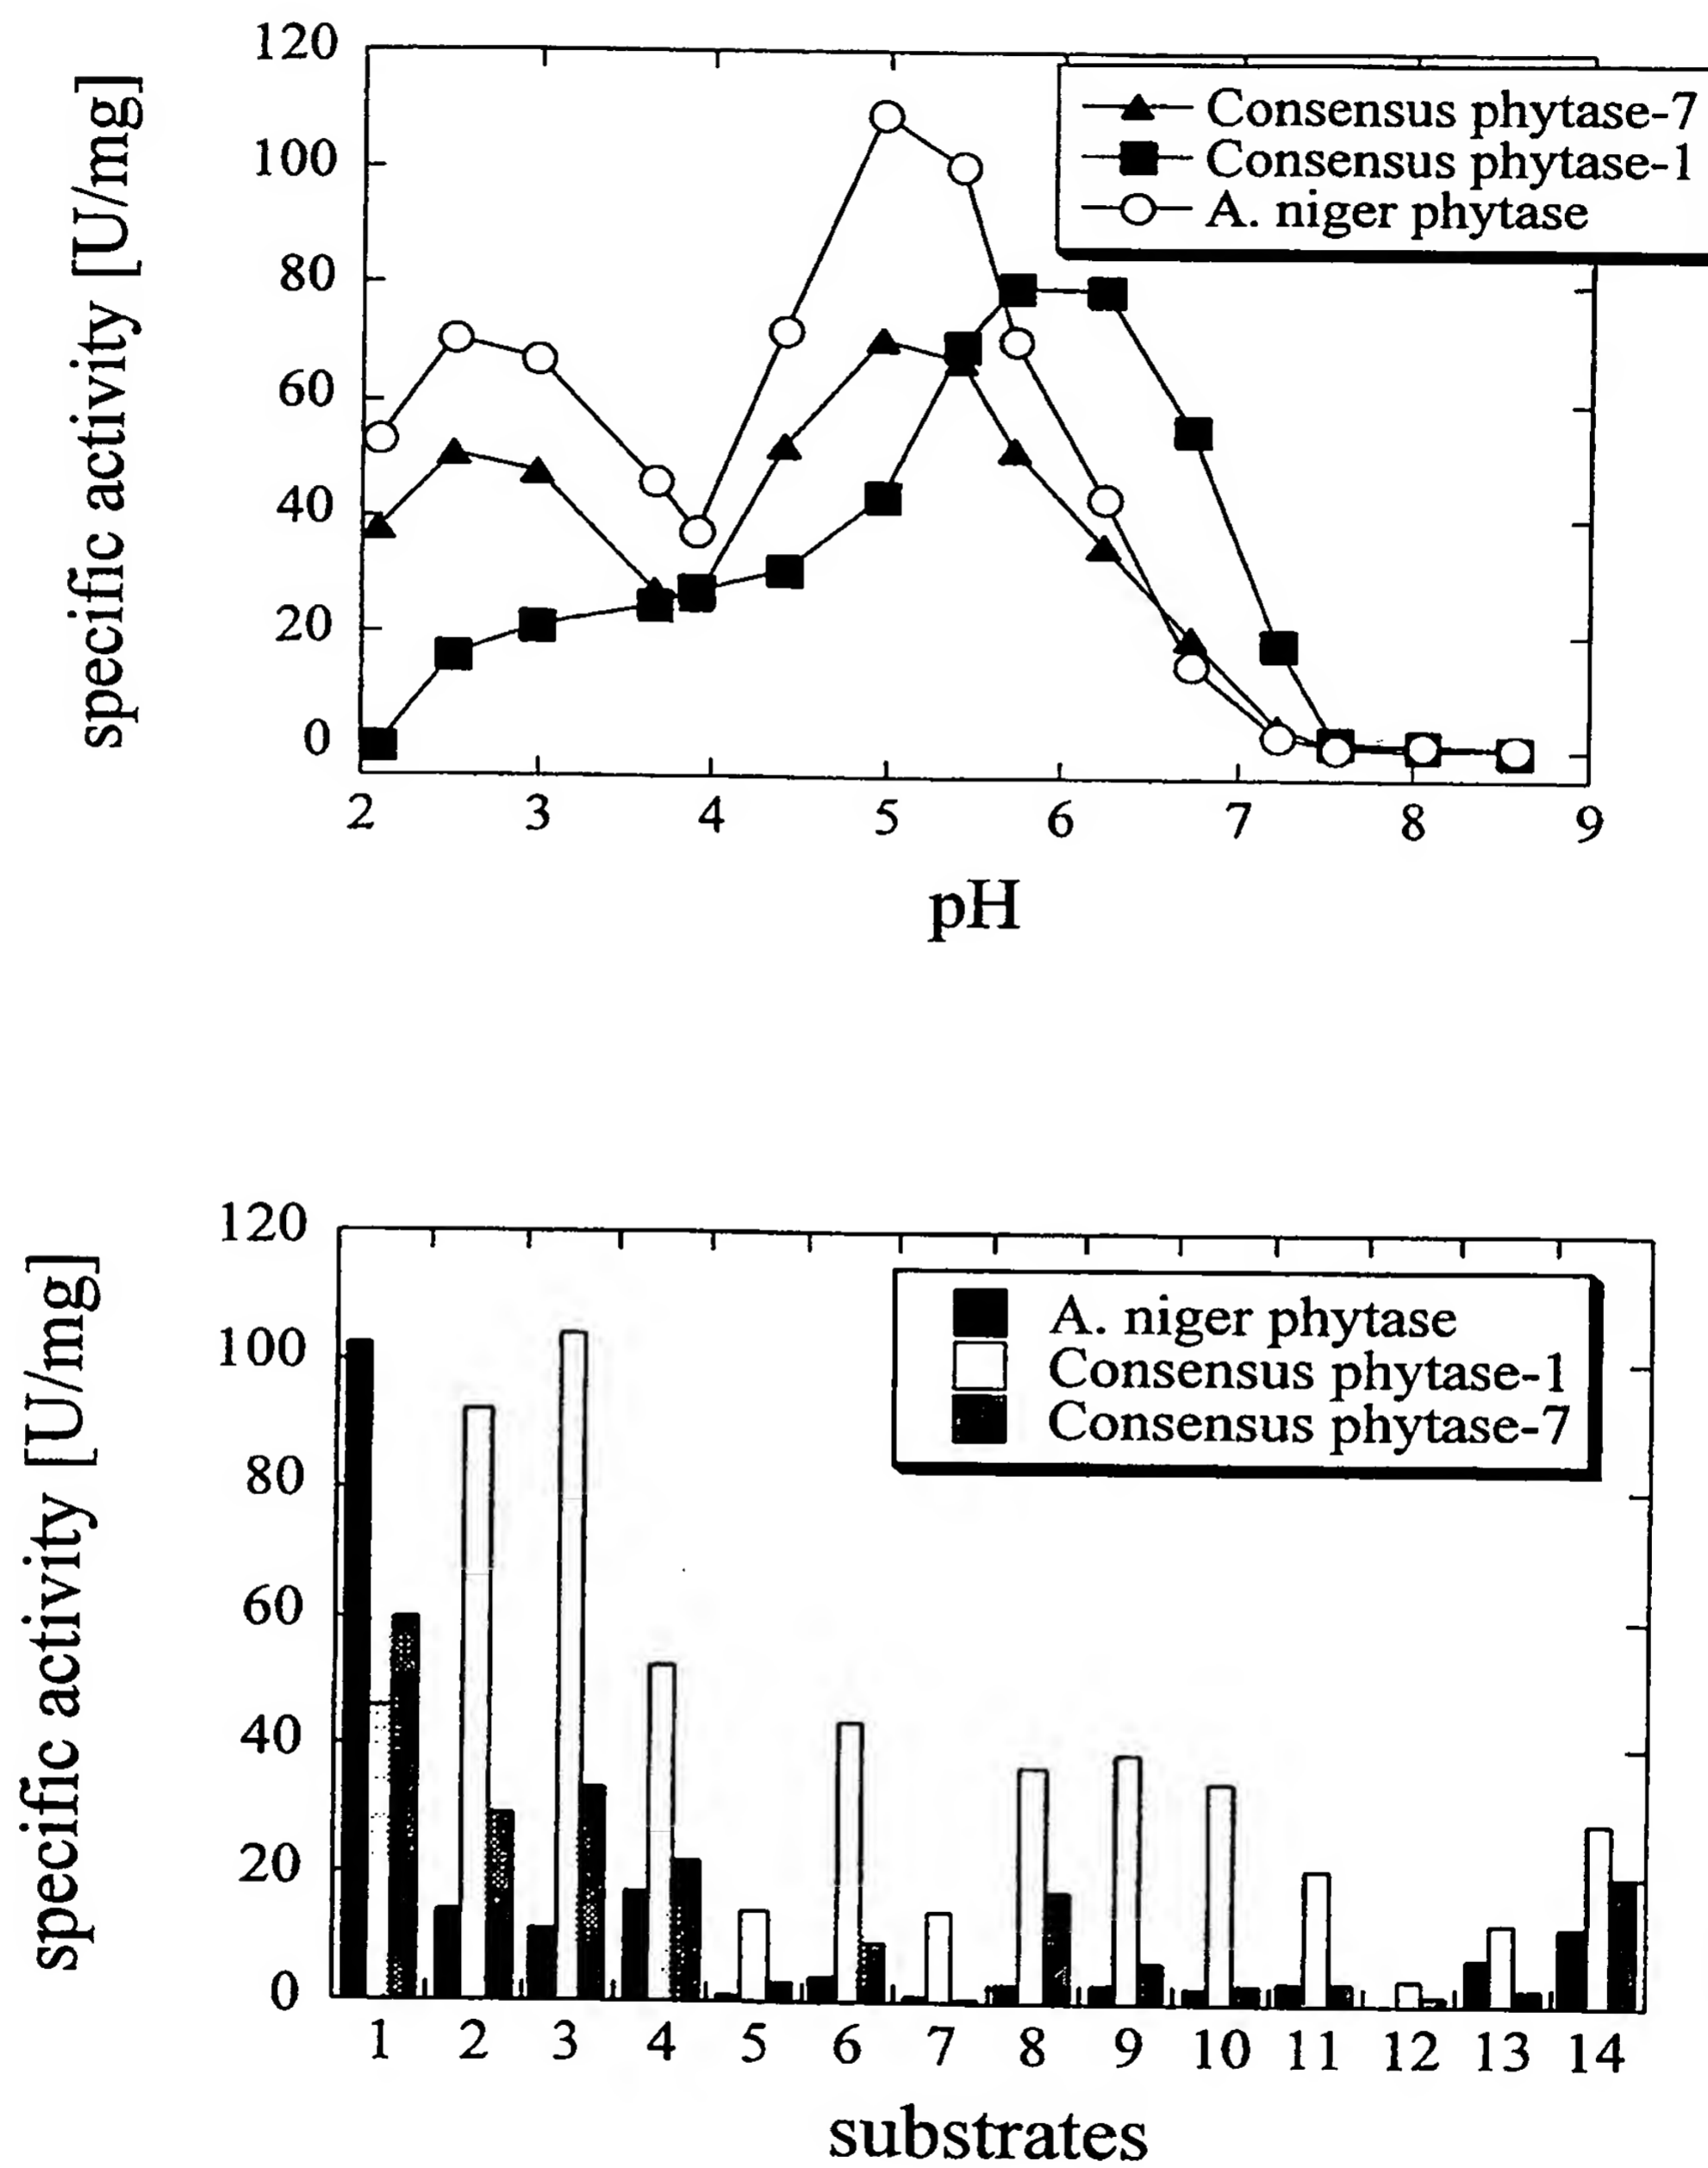 120
100
80
60
40
20
0
specific activity [U/mg]
Consensus phytase-7
Consensus phytase-1
A. niger phytase
2 3 4 5 6 7 8 9
pH
120
100
80
60
40
20
0
specific activity [U/mg]
A. niger phytase
Consensus phytase-1
Consensus phytase-7
1 2 3 4 5 6 7 8 9 10 11 12 13 14
substrates